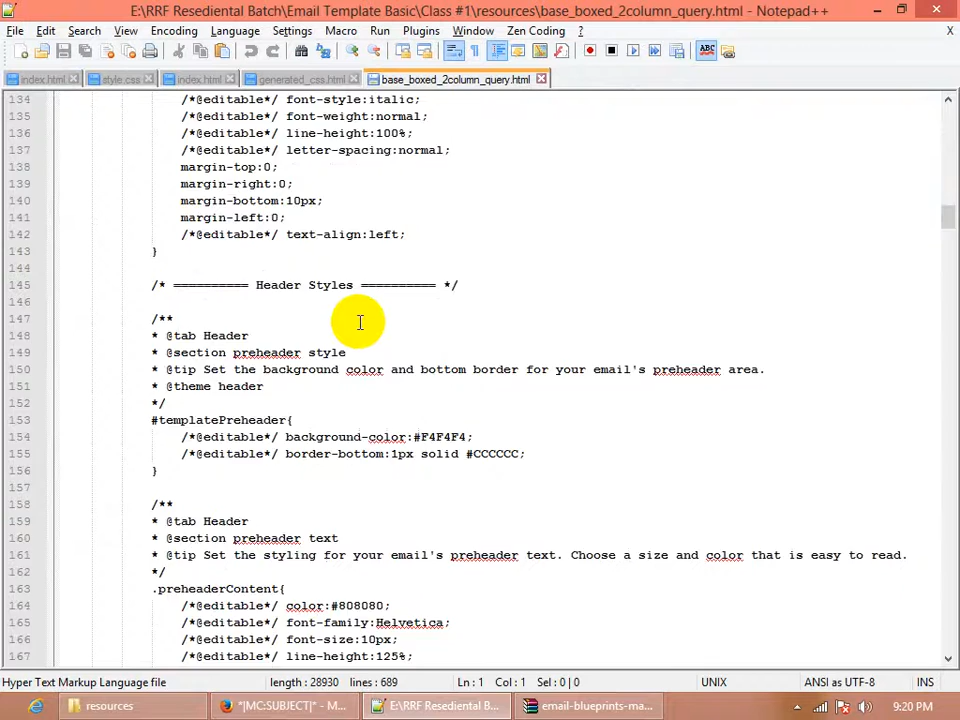 E:\RRF Resediental Batch\Email Template Basic\Class #1\resources\base_boxed_2column_query.html - Notepad++
File Edit Search View Encoding Language Settings Macro Run Plugins Window Zen Coding ? X
index.html style.css index.html generated_css.html base_boxed_2column_query.html
134 /*@editable*/ font-style:italic;
135 /*@editable*/ font-weight:normal;
136 /*@editable*/ line-height:100%;
137 /*@editable*/ letter-spacing:normal;
138 margin-top:0;
139 margin-right:0;
140 margin-bottom:10px;
141 margin-left:0;
142 /*@editable*/ text-align:left;
143 }
144
145 /* ========== Header Styles ========== */
146
147 /**
148 * @tab Header
149 * @section preheader style
150 * @tip Set the background color and bottom border for your email's preheader area.
151 * @theme header
152 */
153 #templatePreheader{
154 /*@editable*/ background-color:#F4F4F4;
155 /*@editable*/ border-bottom:1px solid #CCCCCC;
156 }
157
158 /**
159 * @tab Header
160 * @section preheader text
161 * @tip Set the styling for your email's preheader text. Choose a size and color that is easy to read.
162 */
163 .preheaderContent{
164 /*@editable*/ color:#808080;
165 /*@editable*/ font-family:Helvetica;
166 /*@editable*/ font-size:10px;
167 /*@editable*/ line-height:125%;
Hyper Text Markup Language file length : 28930 lines : 689 Ln : 1 Col : 1 Sel : 0 | 0 UNIX ANSI as UTF-8 INS
resources *|MC:SUBJECT|* - M... E:\RRF Resediental B... email-blueprints-ma... 9:20 PM